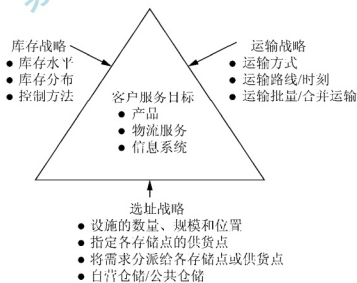 库存战略
● 库存水平
● 库存分布
● 控制方法
运输战略
● 运输方式
● 运输路线/时刻
● 运输批量/合并运输
客户服务目标
● 产品
● 物流服务
● 信息系统
选址战略
● 设施的数量、规模和位置
● 指定各存储点的供货点
● 将需求分派给各存储点或供货点
● 自营仓储/公共仓储